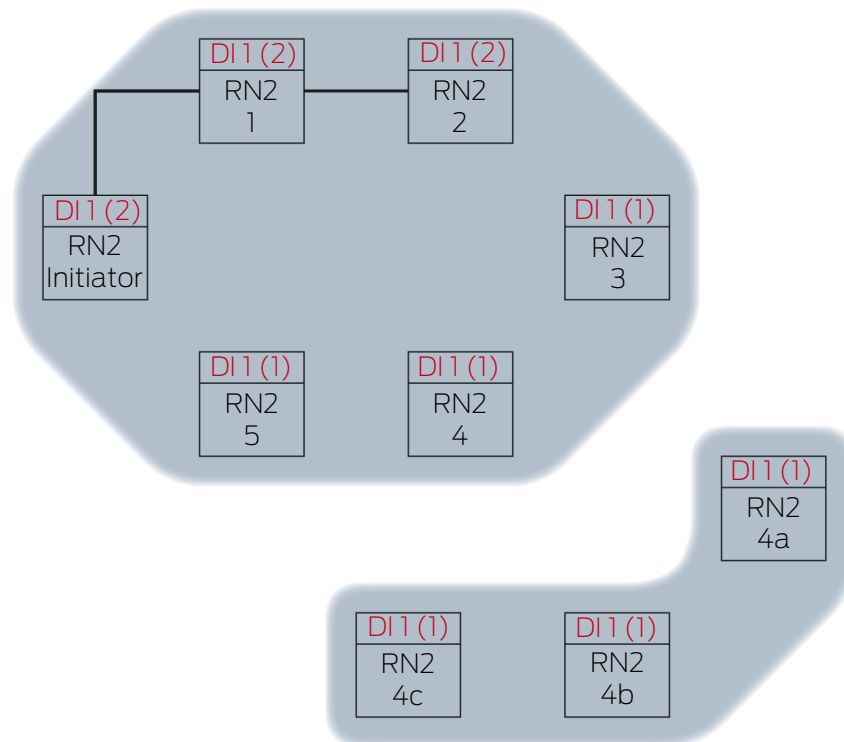 DI 1 (2)
RN2
1
DI 1 (2)
RN2
2
DI 1 (2)
RN2
Initiator
DI 1 (1)
RN2
3
DI 1 (1)
RN2
5
DI 1 (1)
RN2
4
DI 1 (1)
RN2
4a
DI 1 (1)
RN2
4c
DI 1 (1)
RN2
4b